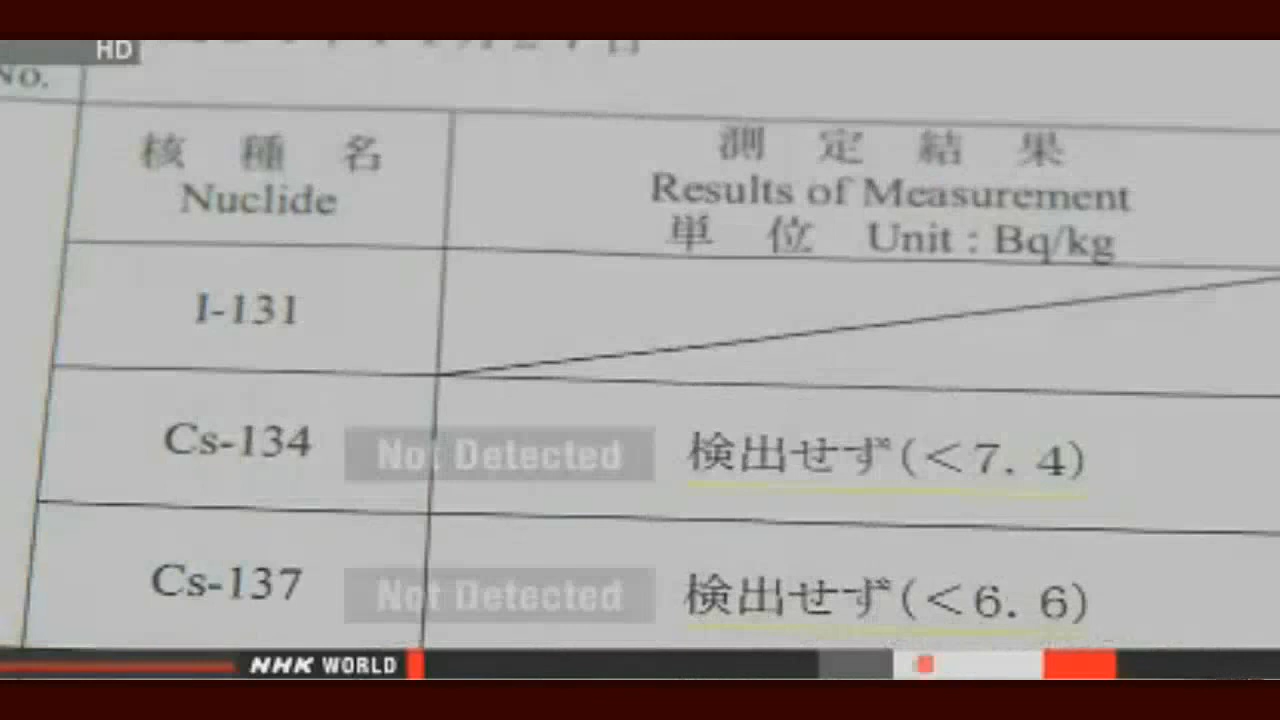 HD
No.
核種名
Nuclide
測定結果
Results of Measurement
単位 Unit : Bq/kg
I-131
Cs-134
Not Detected
検出せず(<7.4)
Cs-137
Not Detected
検出せず(<6.6)
NHK WORLD